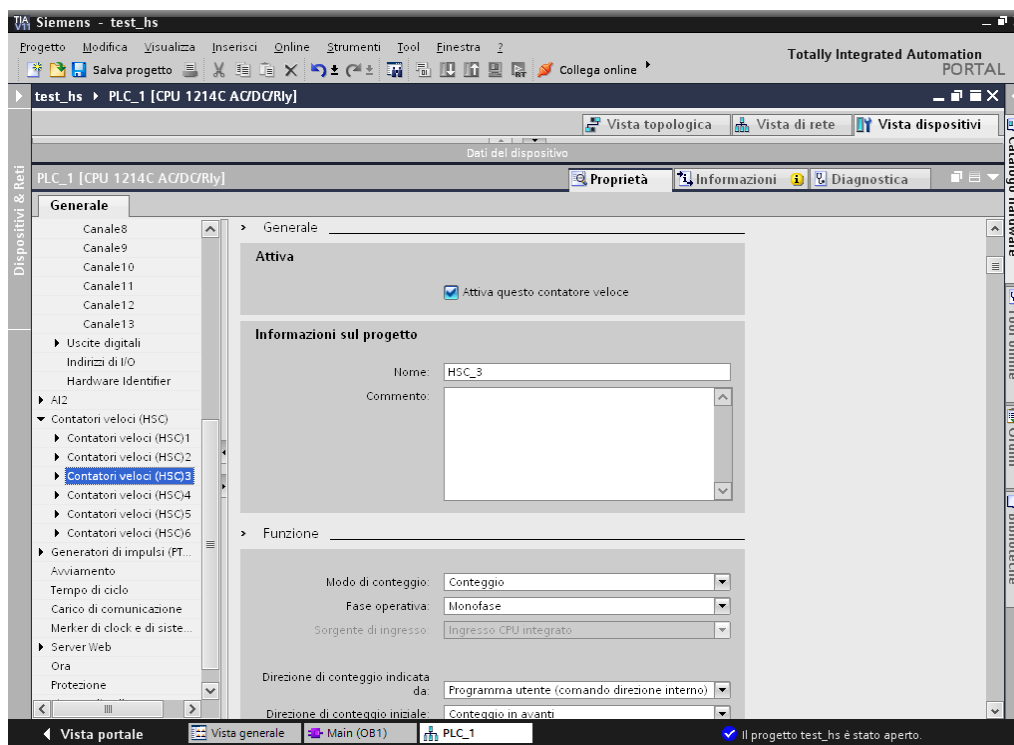 Siemens - test_hs
Progetto Modifica Visualizza Inserisci Online Strumenti Tool Finestra ?
Totally Integrated Automation
PORTAL
Salva progetto
Collega online
test_hs PLC_1 [CPU 1214C AC/DC/Rly]
Vista topologica Vista di rete Vista dispositivi
Dati del dispositivo
PLC_1 [CPU 1214C AC/DC/Rly]
Proprietà Informazioni Diagnostica
Generale
Dispositivi & Reti
Canale8
Canale9
Canale10
Canale11
Canale12
Canale13
Uscite digitali
Indirizzi di I/O
Hardware Identifier
AI2
Contatori veloci (HSC)
Contatori veloci (HSC)1
Contatori veloci (HSC)2
Contatori veloci (HSC)3
Contatori veloci (HSC)4
Contatori veloci (HSC)5
Contatori veloci (HSC)6
Generatori di impulsi (PT...
Avviamento
Tempo di ciclo
Carico di comunicazione
Merker di clock e di siste...
Server Web
Ora
Protezione
Generale
Attiva
Attiva questo contatore veloce
Informazioni sul progetto
Nome: HSC_3
Commento:
Funzione
Modo di conteggio: Conteggio
Fase operativa: Monofase
Sorgente di ingresso: Ingresso CPU integrato
Direzione di conteggio indicata
da: Programma utente (comando direzione interno)
Direzione di conteggio iniziale: Conteggio in avanti
Catalogo hardware
Tool online
Biblioteche
Vista portale
Vista generale
Main (OB1)
PLC_1
Il progetto test_hs è stato aperto.